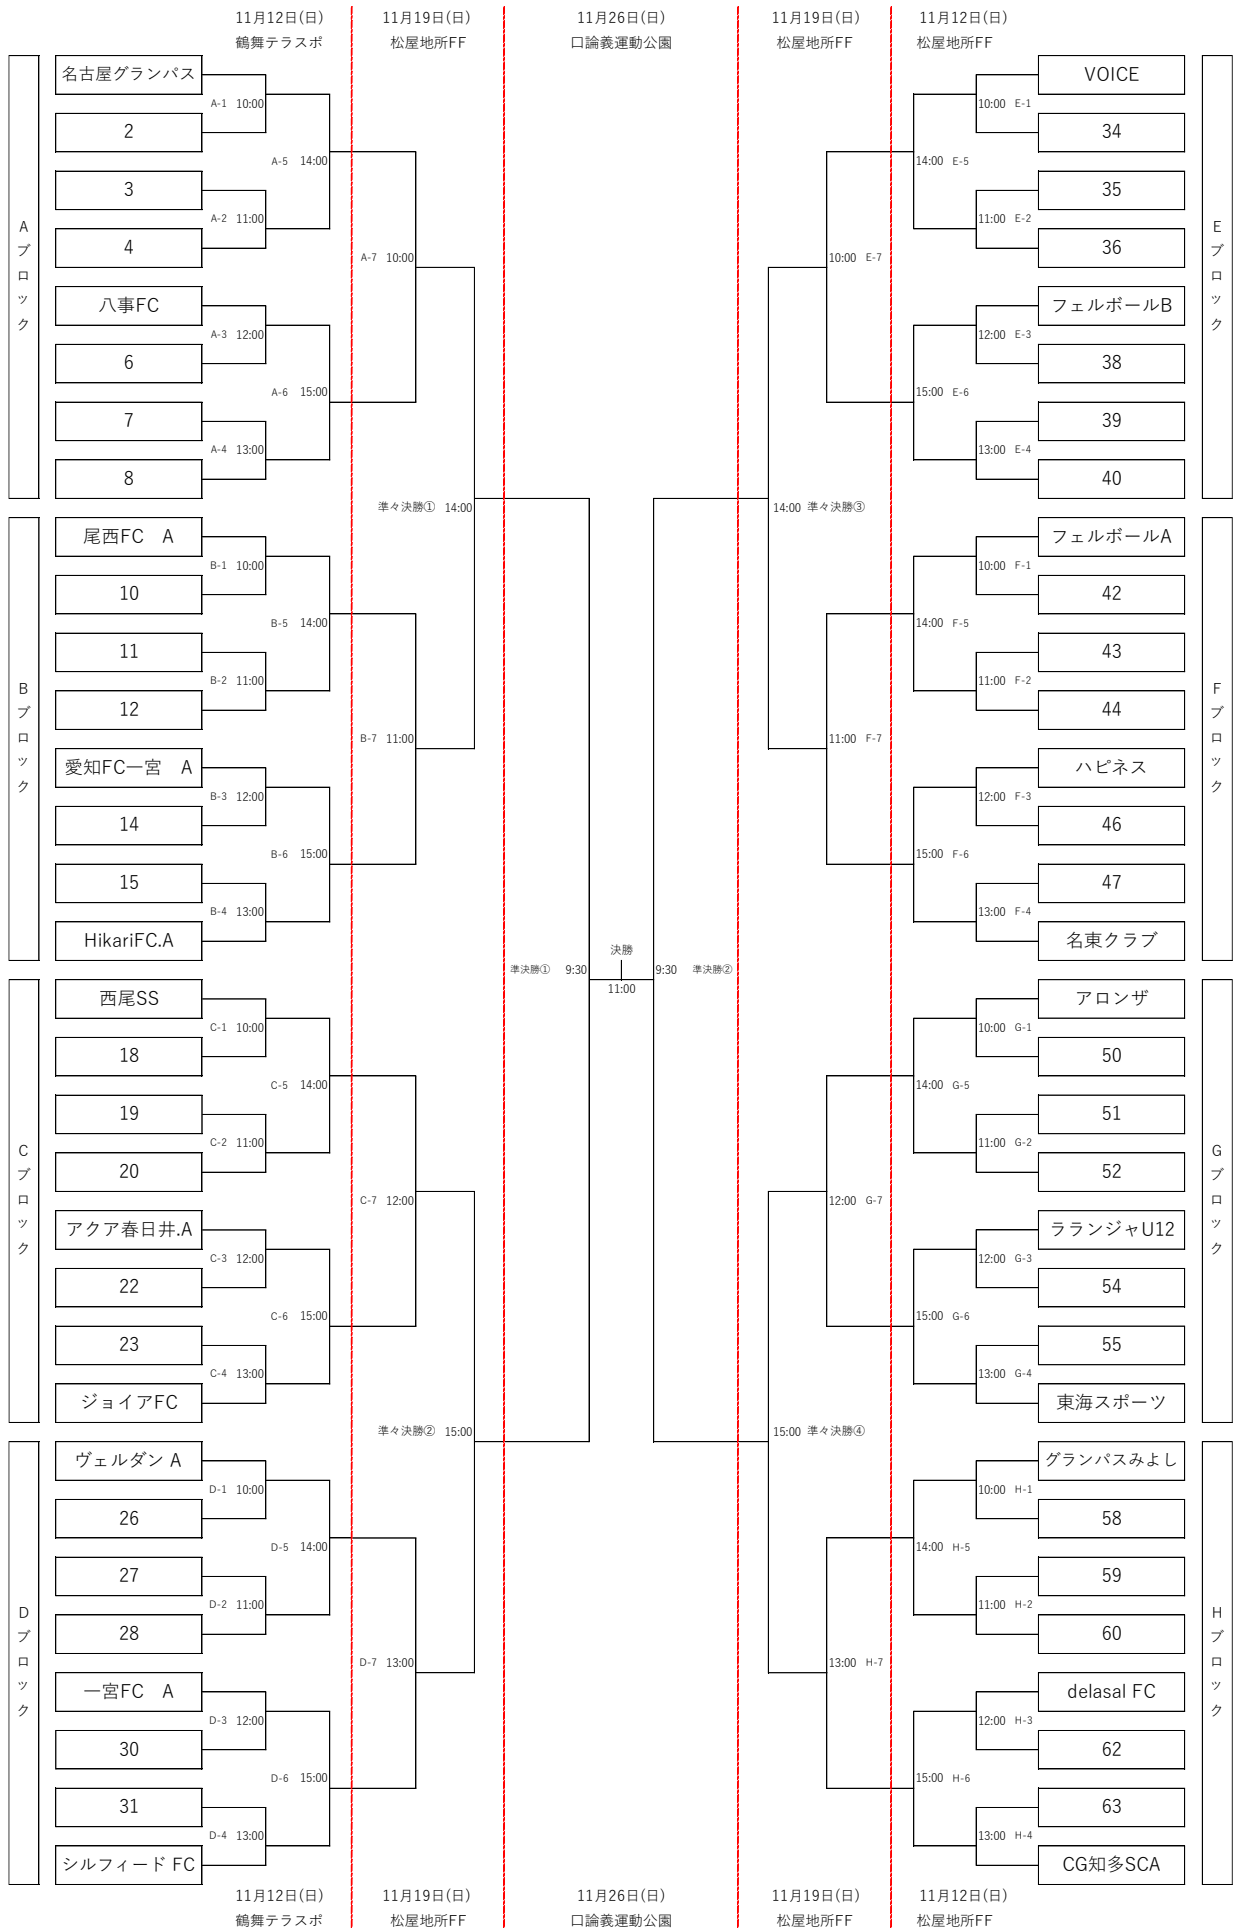 11月12日(日) 11月19日(日) 11月26日(日) 11月19日(日) 11月12日(日)
鶴舞テラスポ 松屋地所FF 口論義運動公園 松屋地所FF 松屋地所FF
Aブロック
名古屋グランパス
A-1 10:00
2
A-5 14:00
3
A-2 11:00
4
A-7 10:00
八事FC
A-3 12:00
6
A-6 15:00
7
A-4 13:00
8
準々決勝① 14:00
Bブロック
尾西FC A
B-1 10:00
10
B-5 14:00
11
B-2 11:00
12
B-7 11:00
愛知FC一宮 A
B-3 12:00
14
B-6 15:00
15
B-4 13:00
HikariFC.A
準決勝① 9:30
決勝
11:00
9:30 準決勝②
Cブロック
西尾SS
C-1 10:00
18
C-5 14:00
19
C-2 11:00
20
C-7 12:00
アクア春日井.A
C-3 12:00
22
C-6 15:00
23
C-4 13:00
ジョイアFC
準々決勝② 15:00
Dブロック
ヴェルダン A
D-1 10:00
26
D-5 14:00
27
D-2 11:00
28
D-7 13:00
一宮FC A
D-3 12:00
30
D-6 15:00
31
D-4 13:00
シルフィード FC
Eブロック
VOICE
10:00 E-1
34
14:00 E-5
35
11:00 E-2
36
10:00 E-7
フェルボールB
12:00 E-3
38
15:00 E-6
39
13:00 E-4
40
14:00 準々決勝③
Fブロック
フェルボールA
10:00 F-1
42
14:00 F-5
43
11:00 F-2
44
11:00 F-7
ハピネス
12:00 F-3
46
15:00 F-6
47
13:00 F-4
名東クラブ
Gブロック
アロンザ
10:00 G-1
50
14:00 G-5
51
11:00 G-2
52
12:00 G-7
ラランジャU12
12:00 G-3
54
15:00 G-6
55
13:00 G-4
東海スポーツ
15:00 準々決勝④
Hブロック
グランパスみよし
10:00 H-1
58
14:00 H-5
59
11:00 H-2
60
13:00 H-7
delasal FC
12:00 H-3
62
15:00 H-6
63
13:00 H-4
CG知多SCA
11月12日(日) 11月19日(日) 11月26日(日) 11月19日(日) 11月12日(日)
鶴舞テラスポ 松屋地所FF 口論義運動公園 松屋地所FF 松屋地所FF